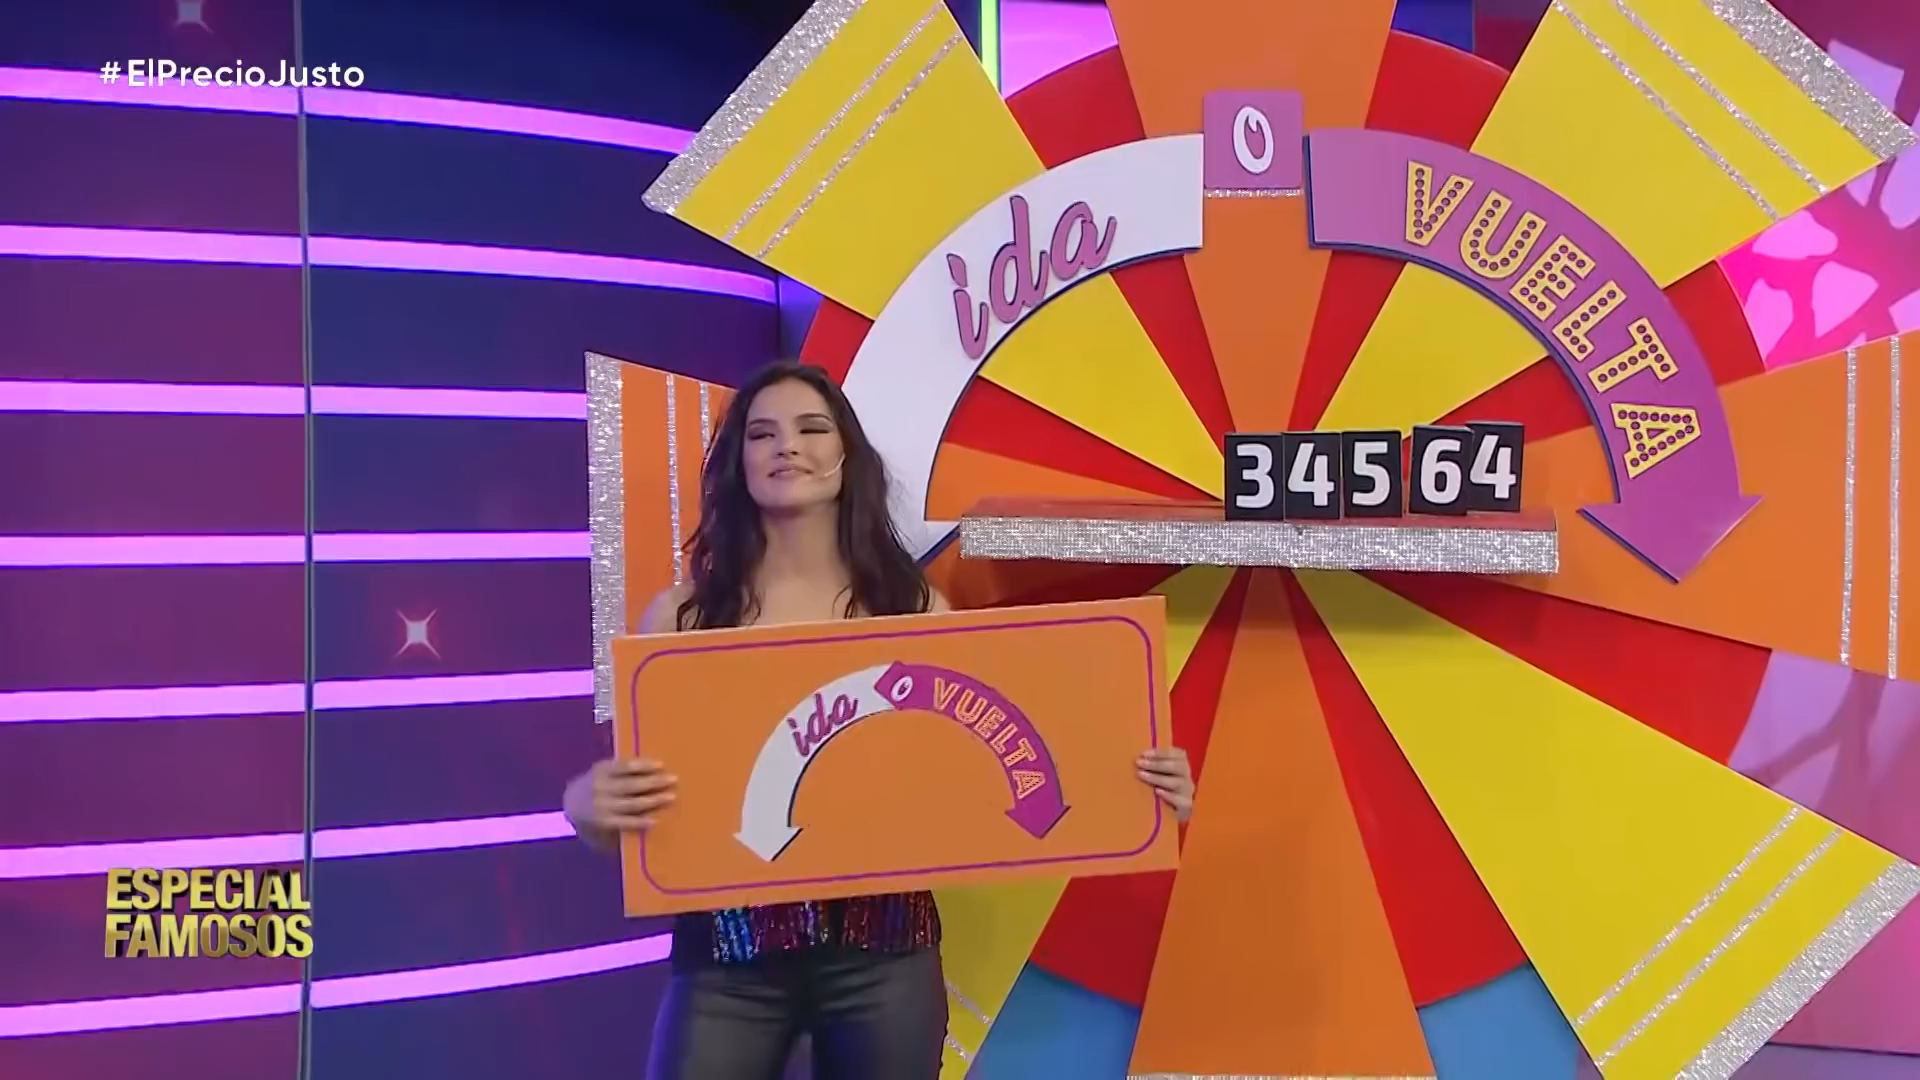 #ElPrecioJusto
ida O VUELTA
34564
ida O VUELTA
ESPECIAL
FAMOSOS